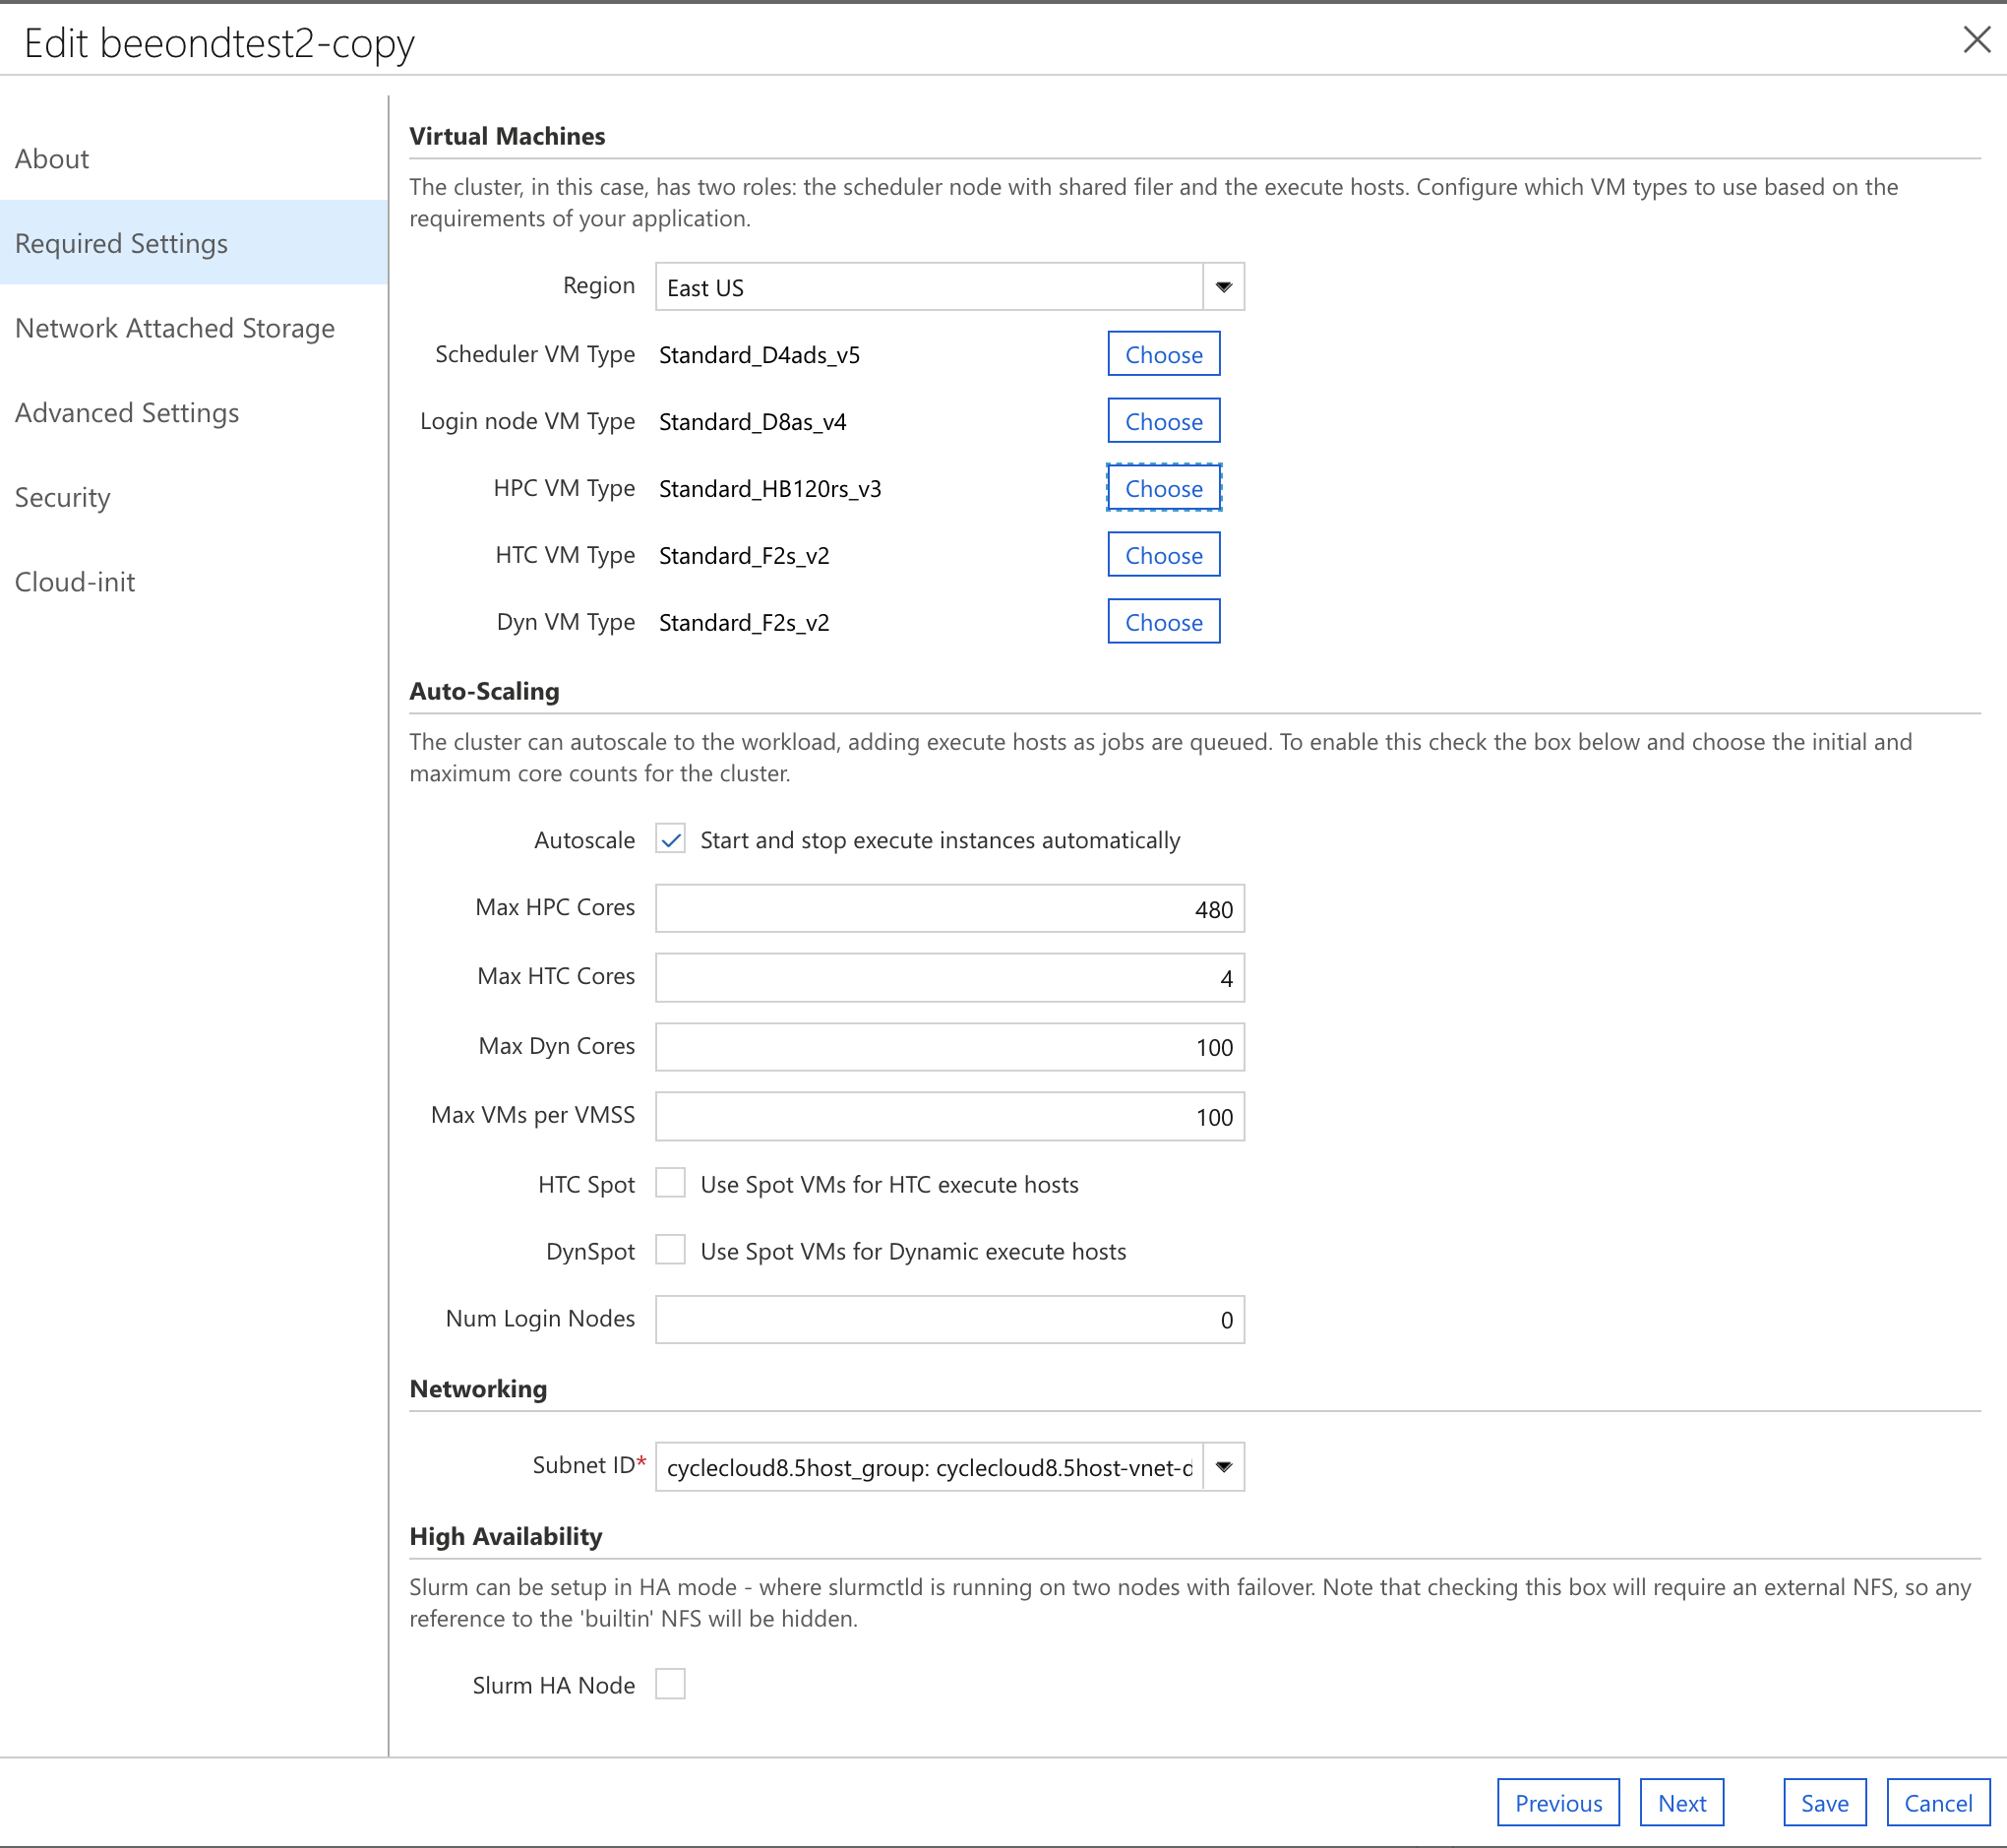 Edit beeondtest2-copy
About
Required Settings
Network Attached Storage
Advanced Settings
Security
Cloud-init
Virtual Machines
The cluster, in this case, has two roles: the scheduler node with shared filer and the execute hosts. Configure which VM types to use based on the
requirements of your application.
Region East US
Scheduler VM Type Standard_D4ads_v5 Choose
Login node VM Type Standard_D8as_v4 Choose
HPC VM Type Standard_HB120rs_v3 Choose
HTC VM Type Standard_F2s_v2 Choose
Dyn VM Type Standard_F2s_v2 Choose
Auto-Scaling
The cluster can autoscale to the workload, adding execute hosts as jobs are queued. To enable this check the box below and choose the initial and
maximum core counts for the cluster.
Autoscale Start and stop execute instances automatically
Max HPC Cores 480
Max HTC Cores 4
Max Dyn Cores 100
Max VMs per VMSS 100
HTC Spot Use Spot VMs for HTC execute hosts
DynSpot Use Spot VMs for Dynamic execute hosts
Num Login Nodes 0
Networking
Subnet ID* cyclecloud8.5host_group: cyclecloud8.5host-vnet-d
High Availability
Slurm can be setup in HA mode - where slurmctld is running on two nodes with failover. Note that checking this box will require an external NFS, so any
reference to the 'builtin' NFS will be hidden.
Slurm HA Node
Previous Next Save Cancel